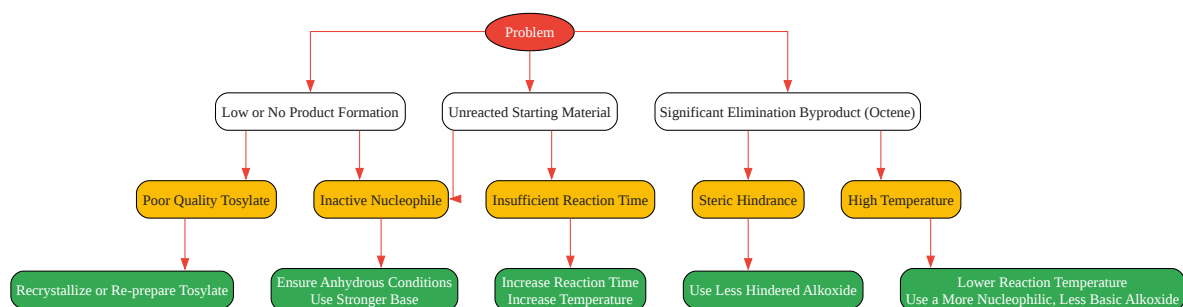 Problem
Low or No Product Formation
Unreacted Starting Material
Significant Elimination Byproduct (Octene)
Poor Quality Tosylate
Inactive Nucleophile
Insufficient Reaction Time
Steric Hindrance
High Temperature
Recrystallize or Re-prepare Tosylate
Ensure Anhydrous Conditions
Use Stronger Base
Increase Reaction Time
Increase Temperature
Use Less Hindered Alkoxide
Lower Reaction Temperature
Use a More Nucleophilic, Less Basic Alkoxide